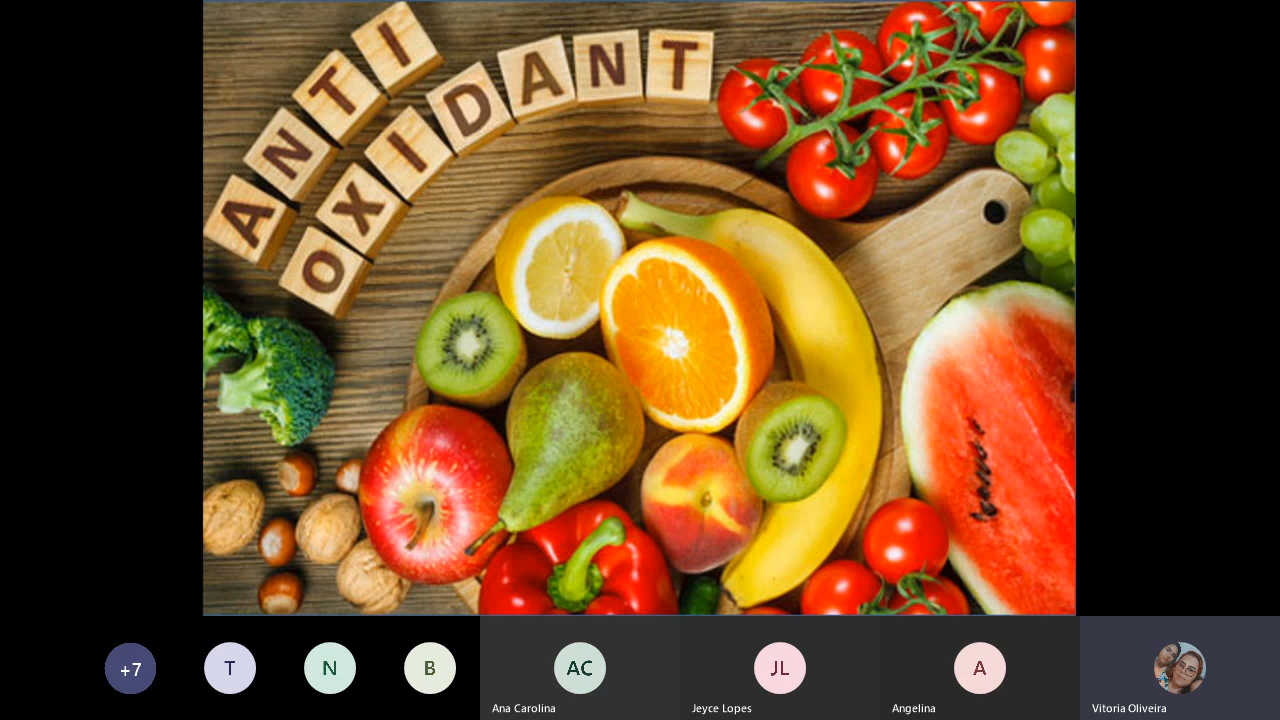 ANTI
OXIDANT
+7
T
N
B
AC
JL
A
Ana Carolina
Jeyce Lopes
Angelina
Vitoria Oliveira